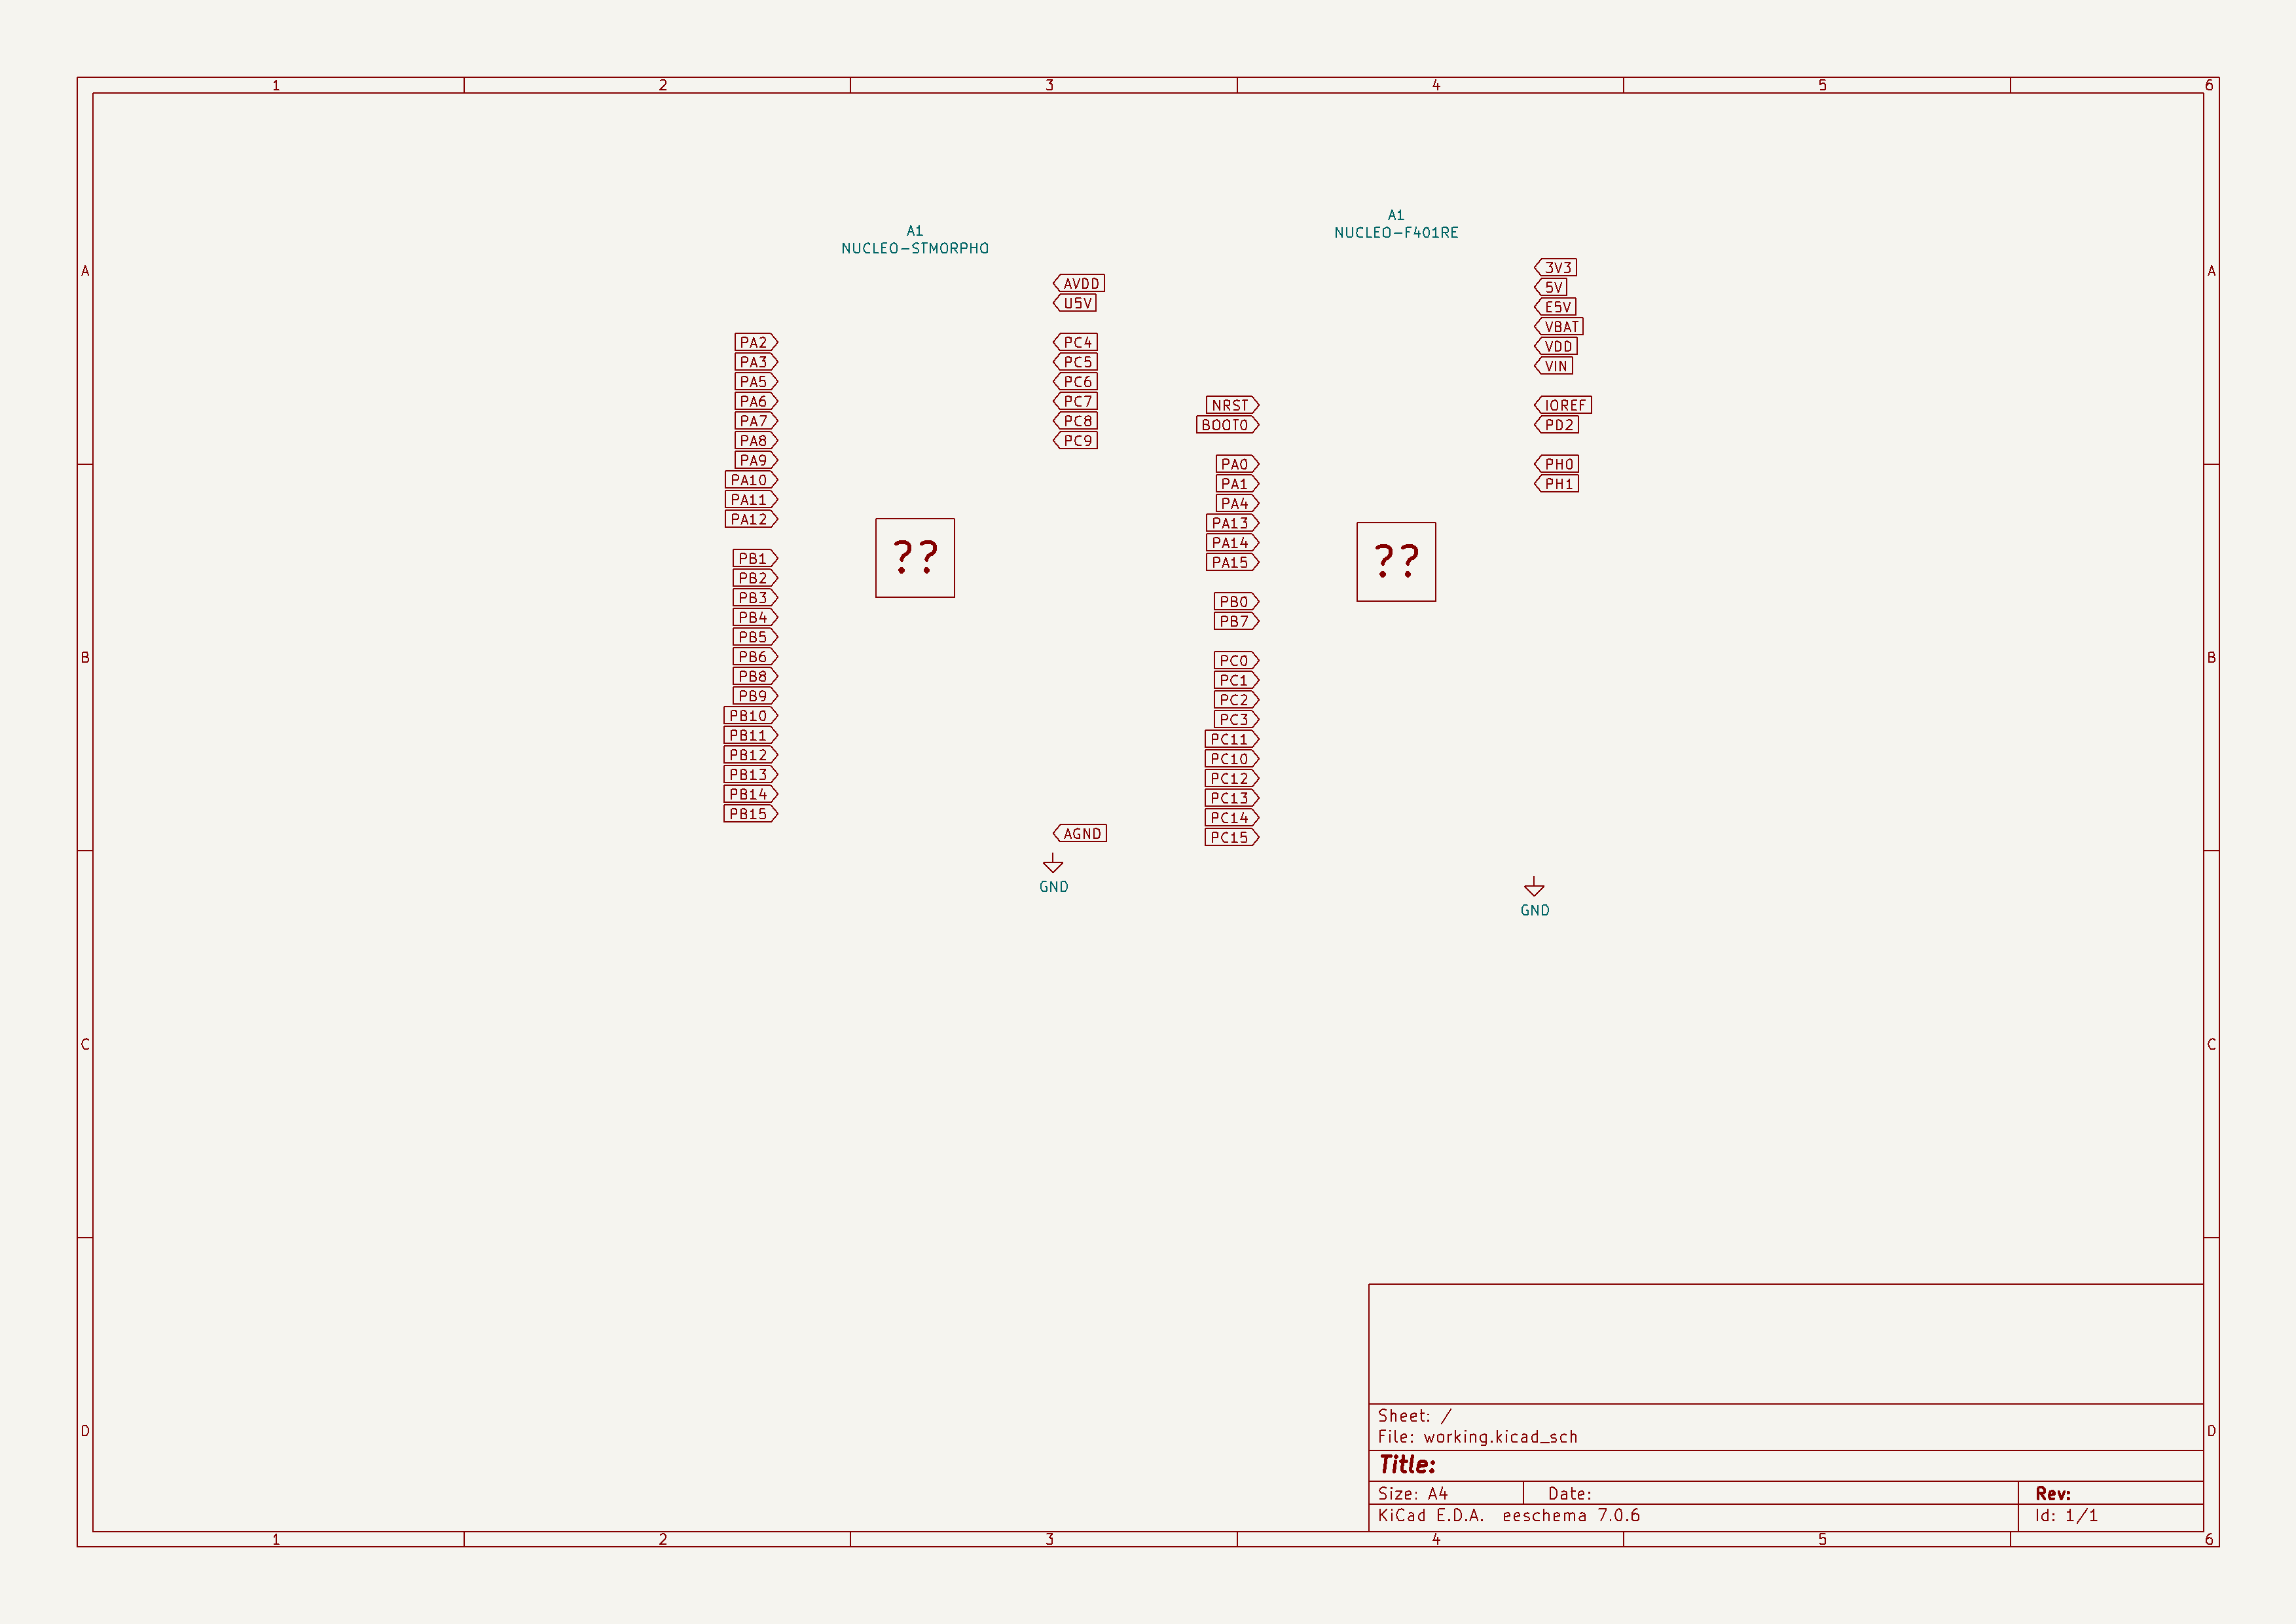 1 2 3 4 5 6
A1
NUCLEO-STMORPHO
AVDD
U5V
PA2
PA3
PA5
PA6
PA7
PA8
PA9
PA10
PA11
PA12
PC4
PC5
PC6
PC7
PC8
PC9
??
PB1
PB2
PB3
PB4
PB5
PB6
PB8
PB9
PB10
PB11
PB12
PB13
PB14
PB15
AGND
GND
A1
NUCLEO-F401RE
3V3
5V
E5V
VBAT
VDD
VIN
NRST
BOOT0
IOREF
PD2
PA0
PA1
PA4
PA13
PA14
PA15
PH0
PH1
??
PB0
PB7
PC0
PC1
PC2
PC3
PC11
PC10
PC12
PC13
PC14
PC15
GND
A A
B B
C C
D D
Sheet: /
File: working.kicad_sch
Title:
Size: A4 Date: Rev:
KiCad E.D.A. eeschema 7.0.6 Id: 1/1
1 2 3 4 5 6